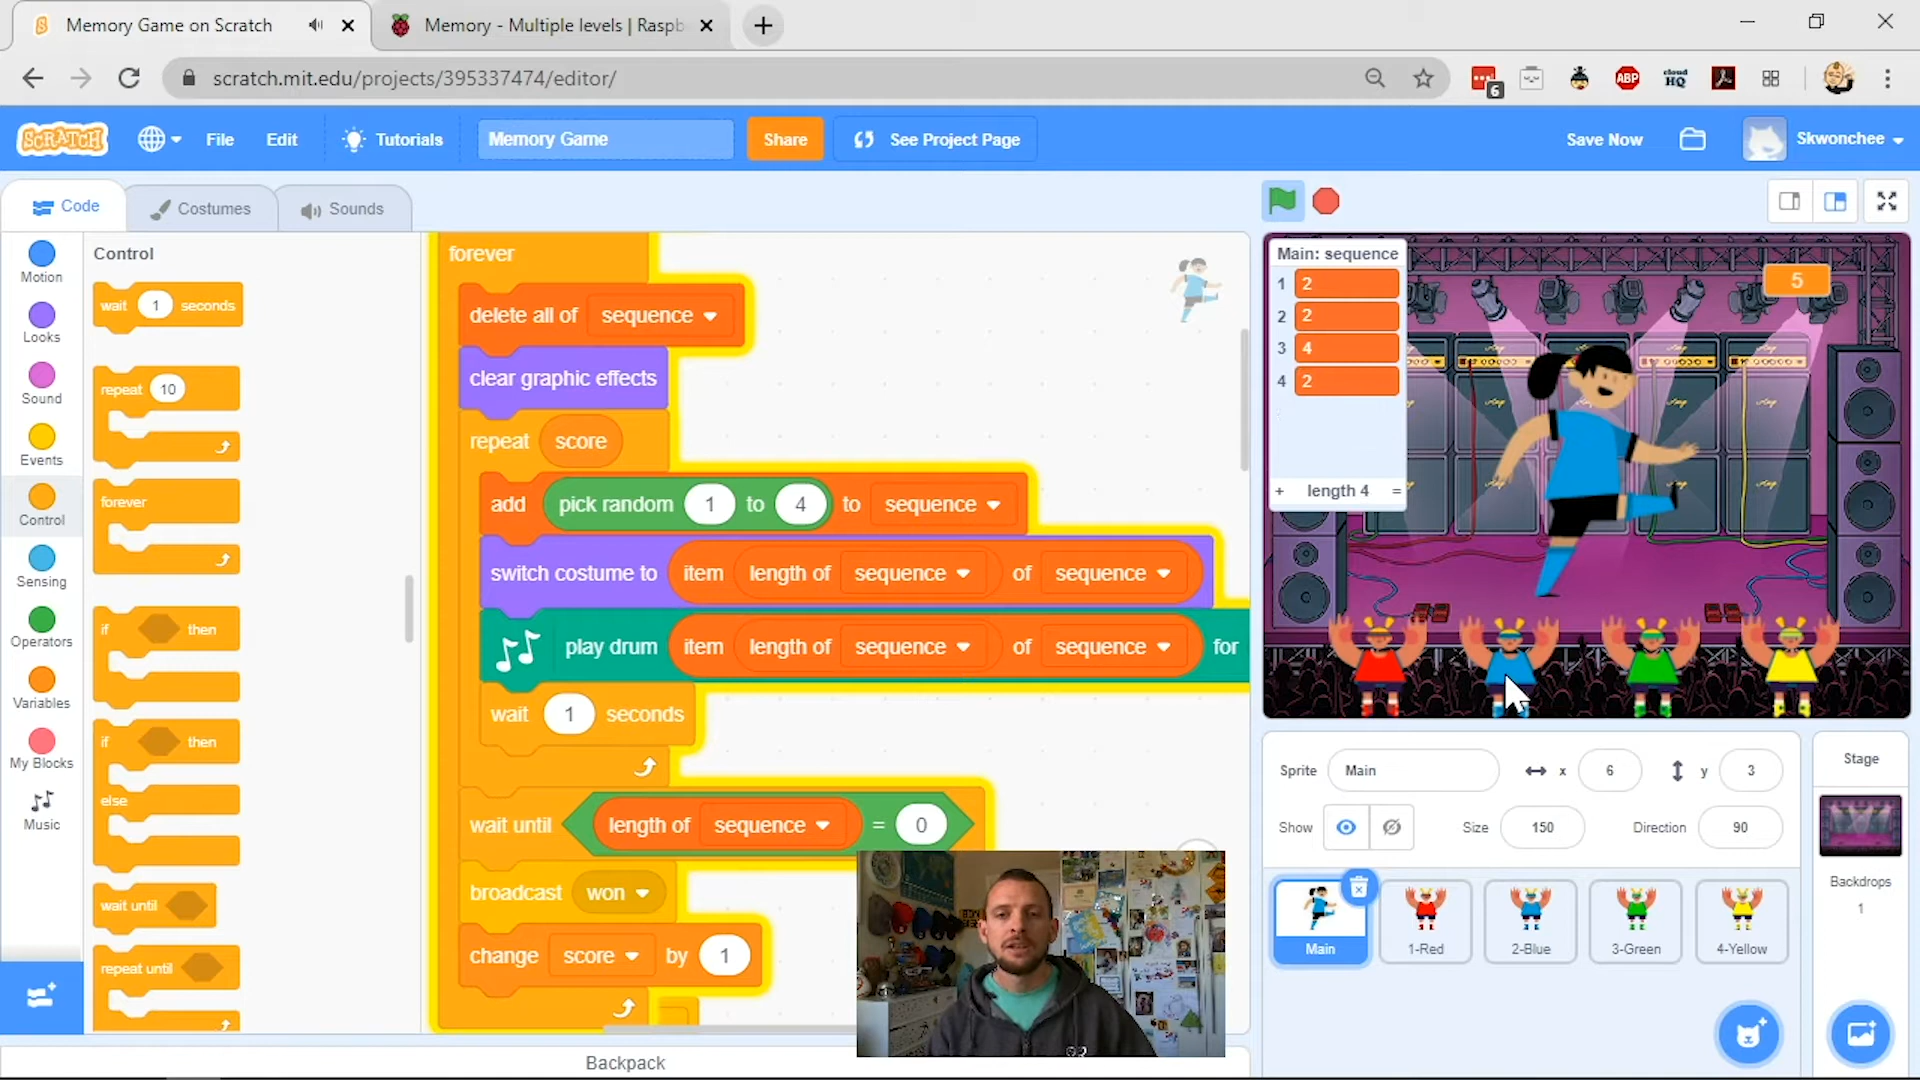 Memory Game on Scratch
Memory - Multiple levels | Raspb
scratch.mit.edu/projects/395337474/editor/
6
ABP
cloud
HQ
SCRATCH
File
Edit
Tutorials
Memory Game
Share
See Project Page
Save Now
Skwonchee
Code
Costumes
Sounds
Motion
Looks
Sound
Events
Control
Sensing
Operators
Variables
My Blocks
Music
Control
wait 1 seconds
repeat 10
forever
if then
if then
else
wait until
repeat until
forever
delete all of sequence
clear graphic effects
repeat score
add pick random 1 to 4 to sequence
switch costume to item length of sequence of sequence
play drum item length of sequence of sequence for
wait 1 seconds
wait until length of sequence = 0
broadcast won
change score by 1
Backpack
Main: sequence
1 2
2 2
3 4
4 2
+ length 4 =
5
Sprite Main x 6 y 3
Show Size 150 Direction 90
Main
1-Red
2-Blue
3-Green
4-Yellow
Stage
Backdrops
1